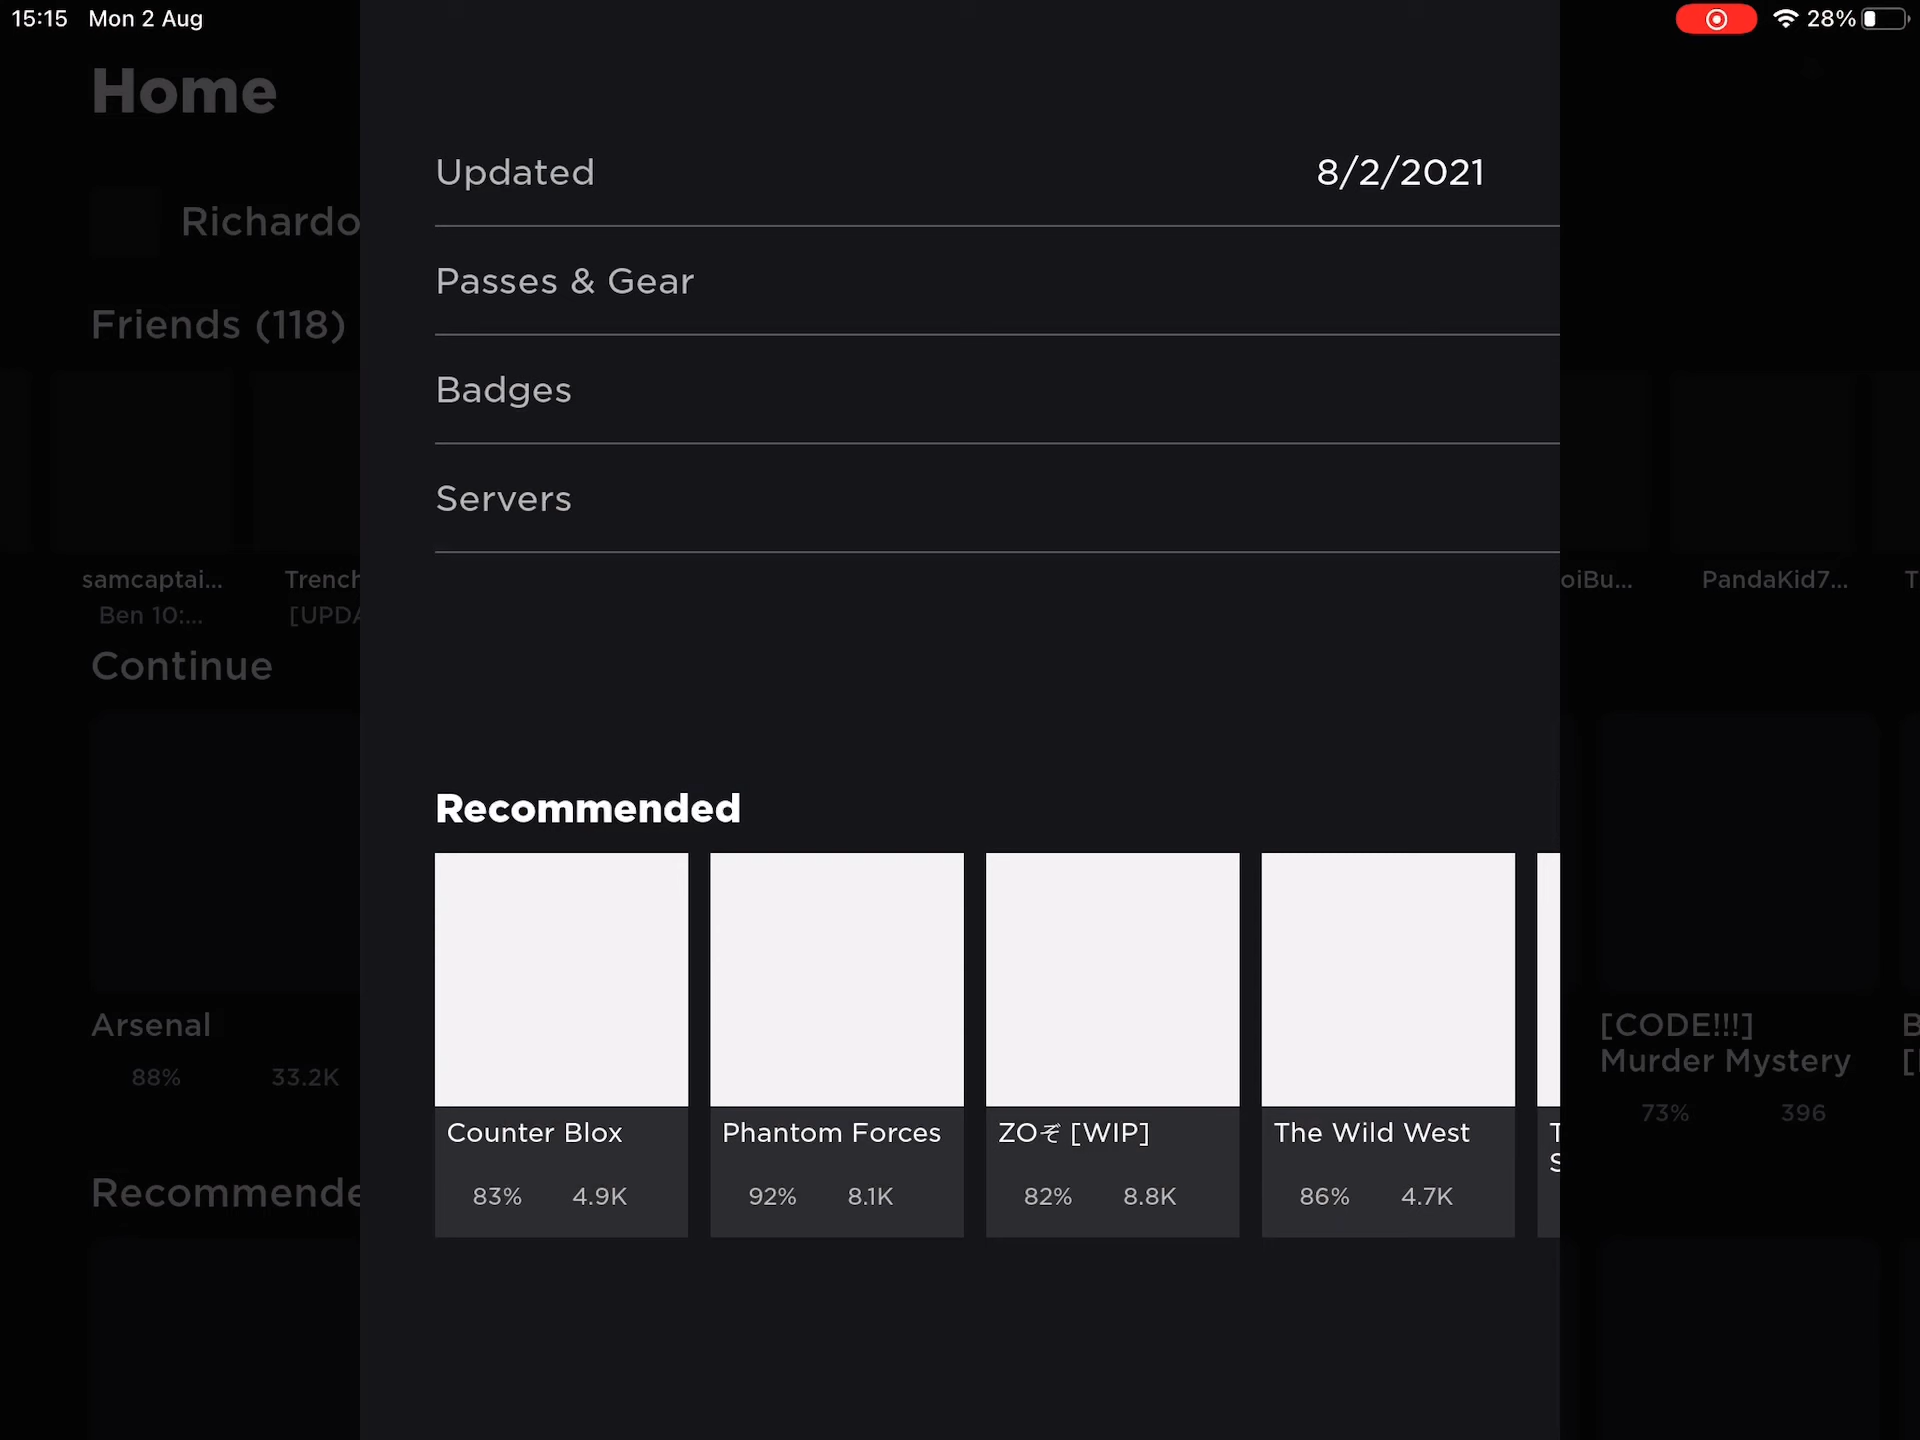 15:15 Mon 2 Aug
28%
Home
Richardo
Friends (118)
samcaptai...
Ben 10:...
Trench
[UPDA
oiBu...
PandaKid7...
T
Continue
Arsenal
88% 33.2K
[CODE!!!]
Murder Mystery
73% 396
B
[
Recommende
Updated 8/2/2021
Passes & Gear
Badges
Servers
Recommended
Counter Blox
83% 4.9K
Phantom Forces
92% 8.1K
ZOぞ [WIP]
82% 8.8K
The Wild West
86% 4.7K
T
S